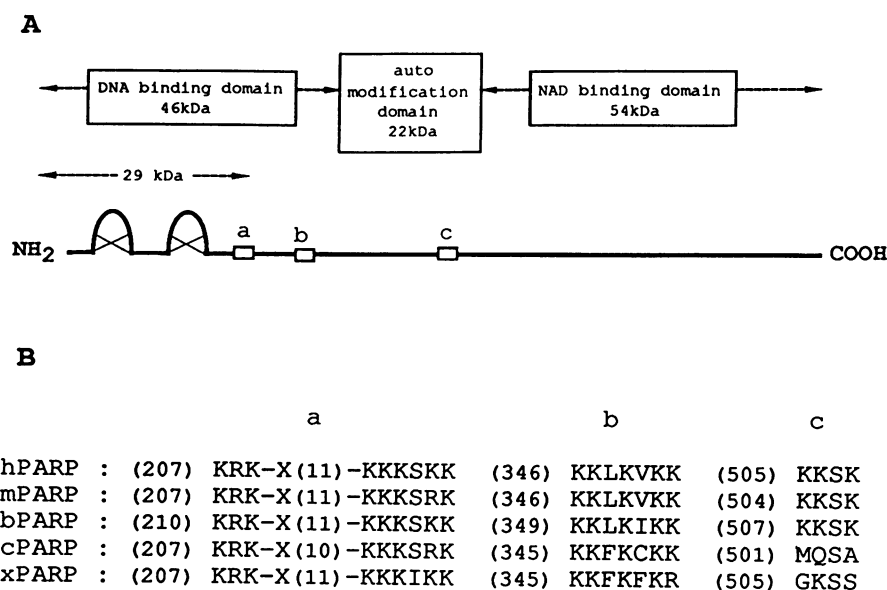 A
DNA binding domain
46kDa
auto
modification
domain
22kDa
NAD binding domain
54kDa
29 kDa
a
b
c
NH2
COOH
B
a b c
hPARP : (207) KRK-X(11)-KKKSKK (346) KKLKVKK (505) KKSK
mPARP : (207) KRK-X(11)-KKKSRK (346) KKLKVKK (504) KKSK
bPARP : (210) KRK-X(11)-KKKSKK (349) KKLKIKK (507) KKSK
cPARP : (207) KRK-X(10)-KKKSRK (345) KKFKCKK (501) MQSA
xPARP : (207) KRK-X(11)-KKKIKK (345) KKFKFKR (505) GKSS